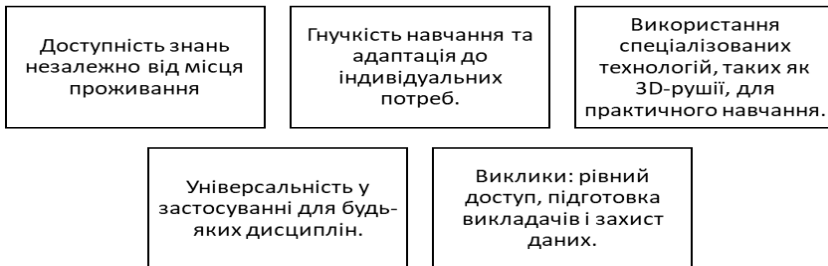 Доступність знань
незалежно від місця
проживання
Гнучкість навчання та
адаптація до
індивідуальних
потреб.
Використання
спеціалізованих
технологій, таких як
3D-рушії, для
практичного навчання.
Універсальність у
застосуванні для будь-
яких дисциплін.
Виклики: рівний
доступ, підготовка
викладачів і захист
даних.